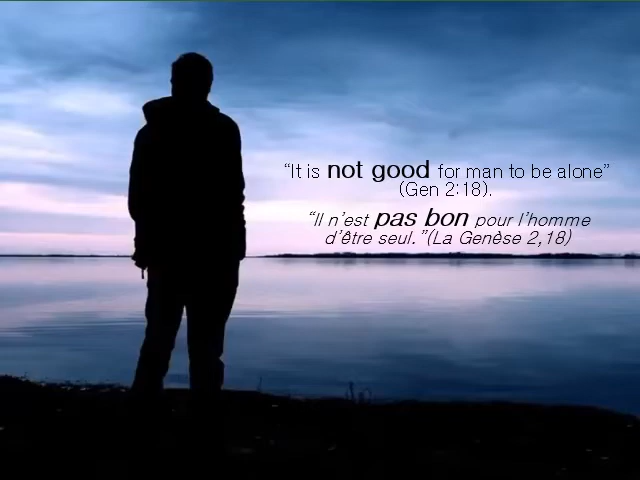 “It is not good for man to be alone”
(Gen 2:18).
“Il n’est pas bon pour l’homme
d’être seul.”(La Genèse 2,18)